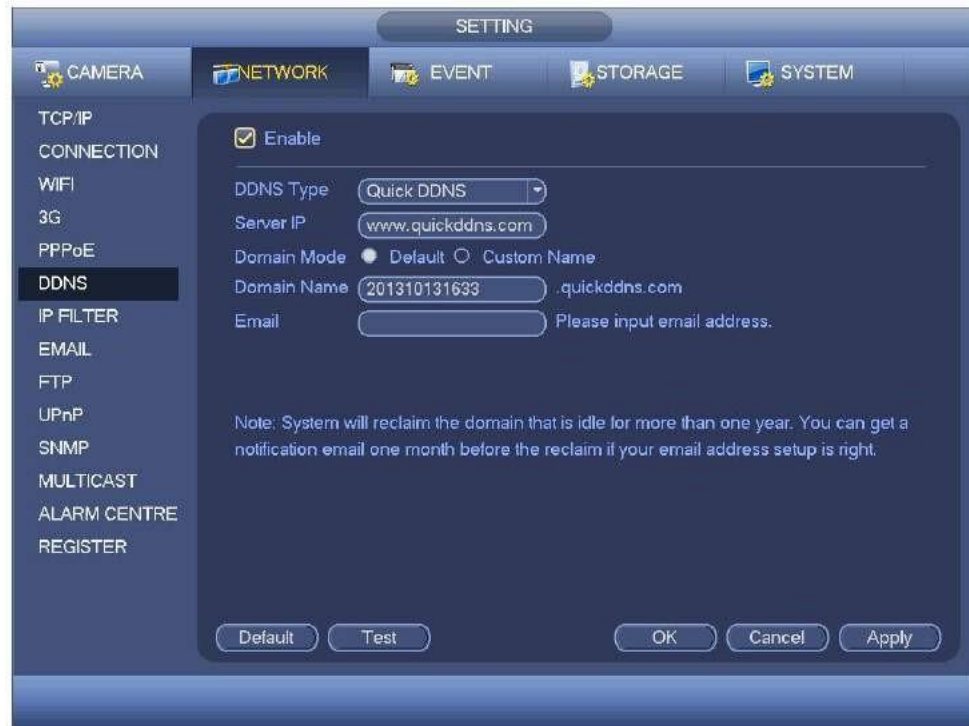 SETTING
CAMERA NETWORK EVENT STORAGE SYSTEM
TCP/IP
CONNECTION
WIFI
3G
PPPoE
DDNS
IP FILTER
EMAIL
FTP
UPnP
SNMP
MULTICAST
ALARM CENTRE
REGISTER
Enable
DDNS Type Quick DDNS
Server IP www.quickddns.com
Domain Mode Default Custom Name
Domain Name 201310131633 .quickddns.com
Email Please input email address.
Note: System will reclaim the domain that is idle for more than one year. You can get a
notification email one month before the reclaim if your email address setup is right.
Default Test OK Cancel Apply